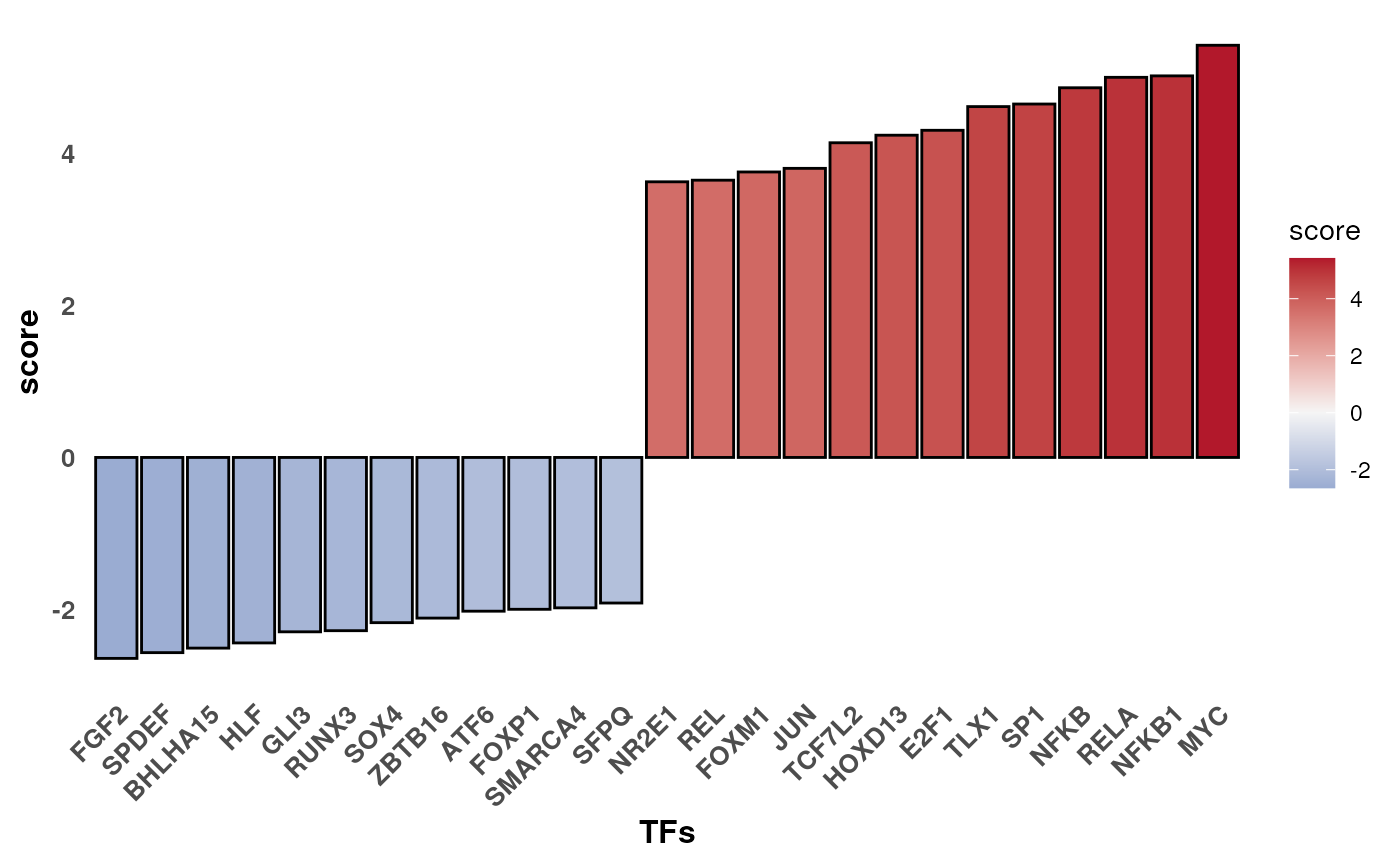 score
4
2
0
-2
FGF2
SPDEF
BHLHA15
HLF
GLI3
RUNX3
SOX4
ZBTB16
ATF6
FOXP1
SMARCA4
SFPQ
NR2E1
REL
FOXM1
JUN
TCF7L2
HOXD13
E2F1
TLX1
SP1
NFKB
RELA
NFKB1
MYC
TFs
score
4
2
0
-2